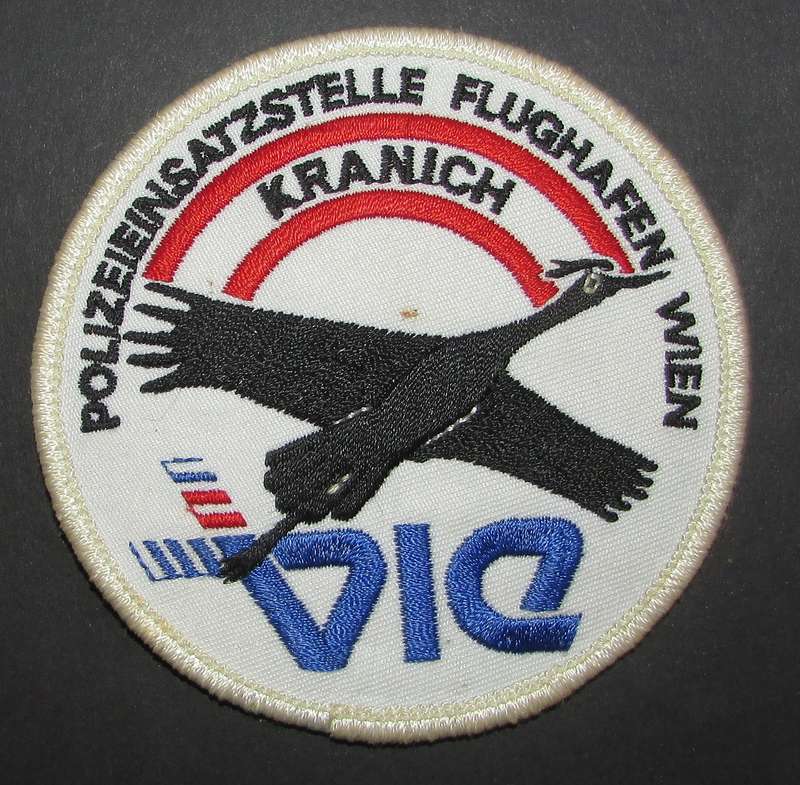 POLIZEIEINSATZSTELLE FLUGHAFEN WIEN
KRANICH
VIE